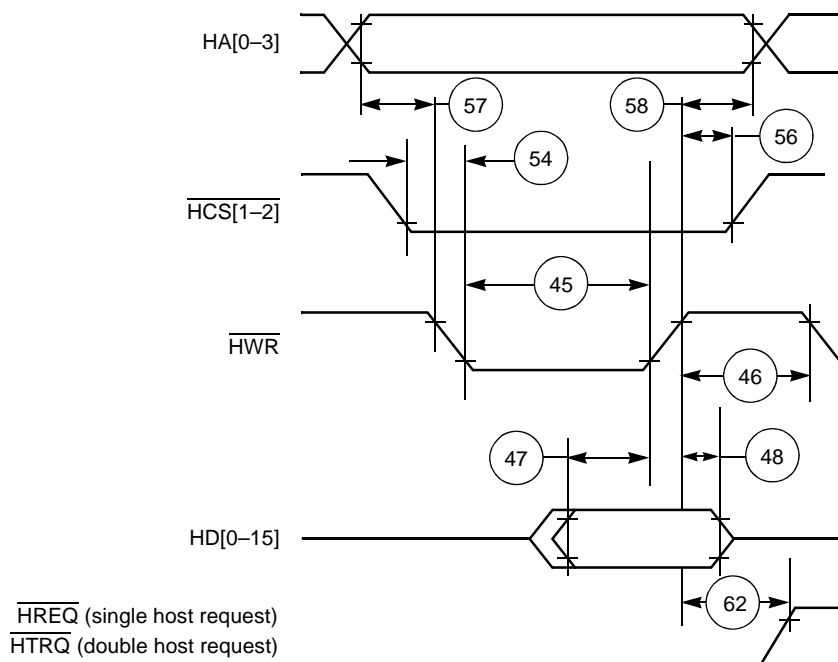 HA[0–3]
57
58
56
54
HCS[1–2]
45
HWR
46
47
48
HD[0–15]
62
HREQ (single host request)
HTRQ (double host request)